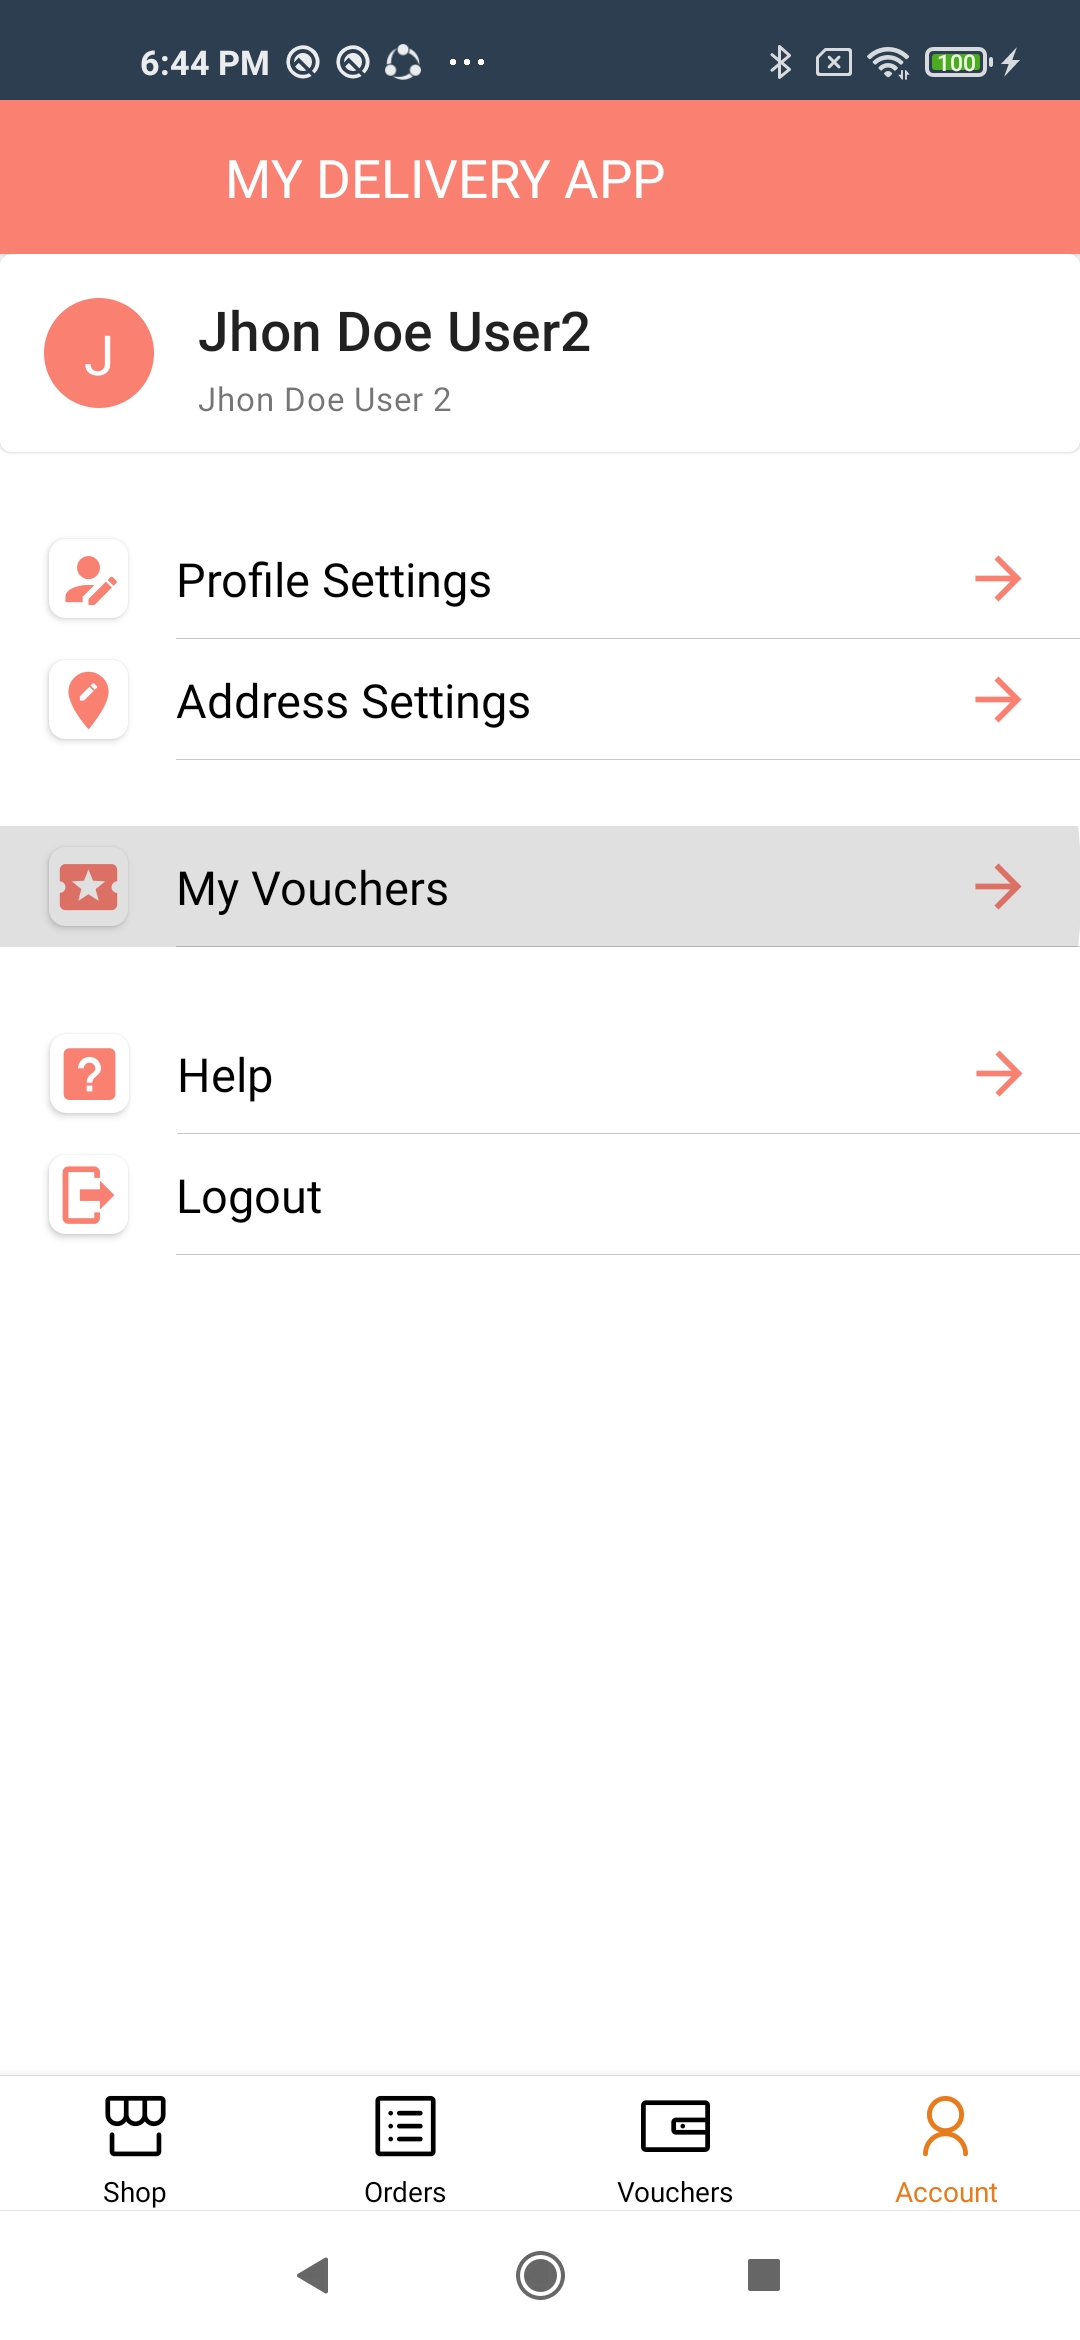 6:44 PM
100
MY DELIVERY APP
J
Jhon Doe User2
Jhon Doe User 2
Profile Settings
Address Settings
My Vouchers
Help
Logout
Shop
Orders
Vouchers
Account